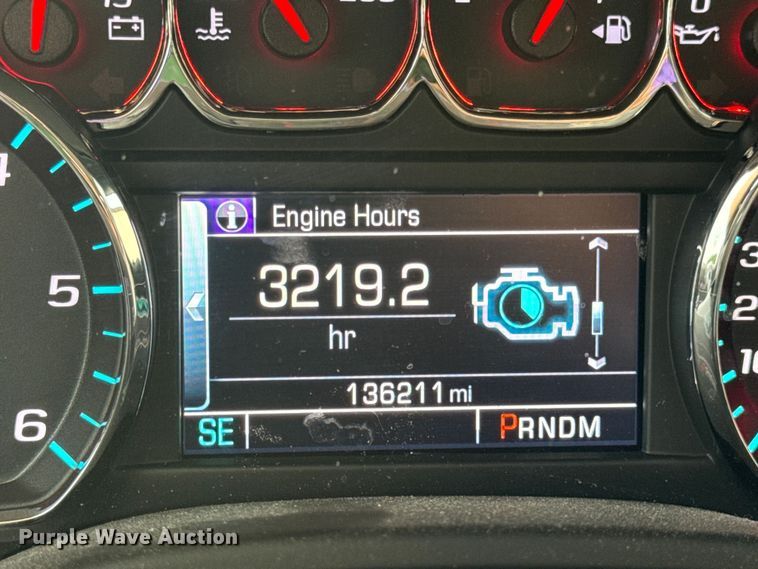 Engine Hours
3219.2
hr
136211 mi
SE PRNDM
5
6
Purple Wave Auction